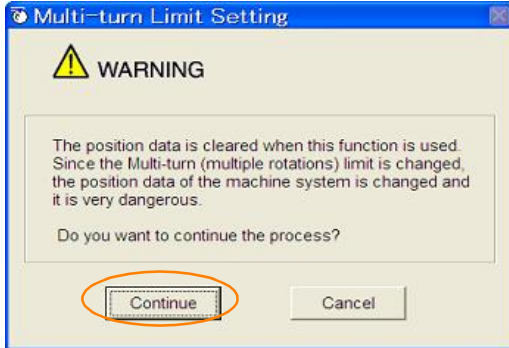 Multi-turn Limit Setting
WARNING
The position data is cleared when this function is used.
Since the Multi-turn (multiple rotations) limit is changed,
the position data of the machine system is changed and
it is very dangerous.
Do you want to continue the process?
Continue
Cancel